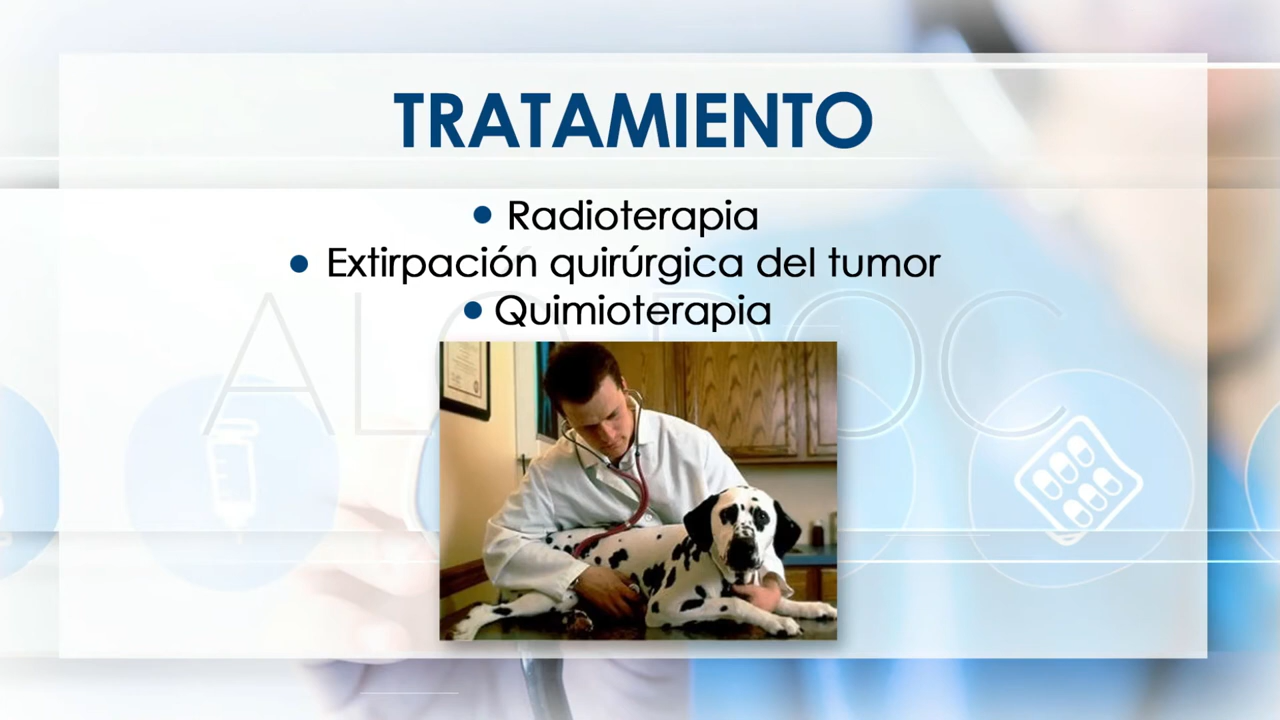 TRATAMIENTO
• Radioterapia
• Extirpación quirúrgica del tumor
• Quimioterapia